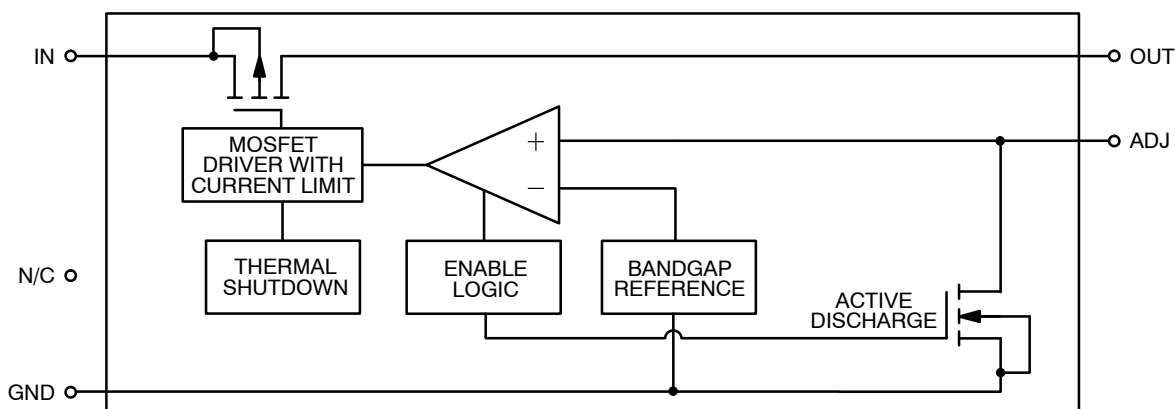 IN
OUT
MOSFET
DRIVER WITH
CURRENT LIMIT
+
−
ADJ
N/C
THERMAL
SHUTDOWN
ENABLE
LOGIC
BANDGAP
REFERENCE
ACTIVE
DISCHARGE
GND